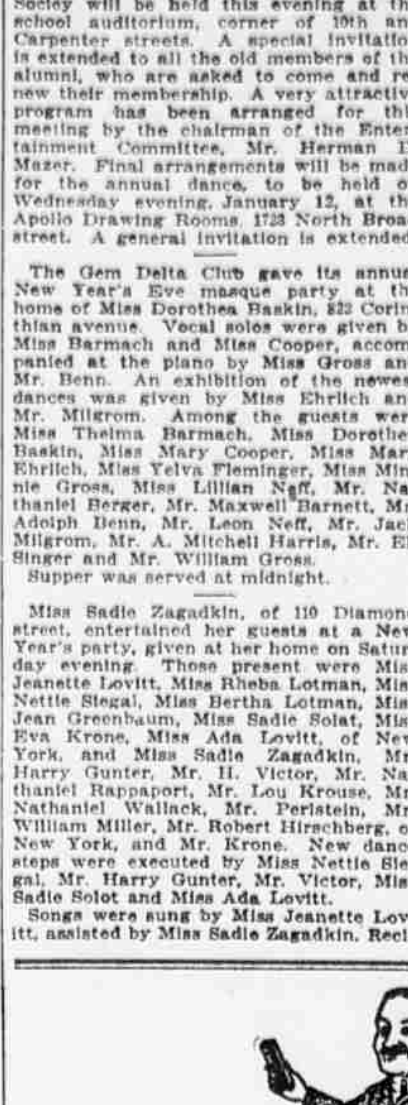 Society will be held this evening at th
school auditorium, corner of 10th an
Carpenter streets. A special invitatio
is extended to all the old members of th
alumni, who are asked to come and re
new their membership. A very attractiv
program has been arranged for thi
meeting by the chairman of the Enter
tainment Committee, Mr. Herman
Mazer. Final arrangements will be mad
for the annual dance, to be held o
Wednesday evening, January 12, at th
Apollo Drawing Rooms, 1723 North Broa
street. A general invitation is extended
The Gem Delta Club gave its annua
New Year's Eve masque party at th
home of Miss Dorothea Baskin, 823 Corin
thian avenue. Vocal solos were given b
Miss Barmach and Miss Cooper, accom
panied at the piano by Miss Gross an
Mr. Benn. An exhibition of the newes
dances was given by Miss Ehrlich an
Mr. Milgrom. Among the guests wer
Miss Thelma Barmach, Miss Dorothe
Baskin, Miss Mary Cooper, Miss Mar
Ehrlich, Miss Yelva Fleminger, Miss Min
nie Gross, Miss Lillian Neff, Mr. Na
thaniel Berger, Mr. Maxwell Barnett, Mr
Adolph Benn, Mr. Leon Neff, Mr. Jac
Milgrom, Mr. A. Mitchell Harris, Mr. El
Singer and Mr. William Gross.
Supper was served at midnight.
Miss Sadie Zagadkin, of 110 Diamon
street, entertained her guests at a New
Year's party, given at her home on Satur
day evening. Those present were Mis
Jeanette Lovitt, Miss Rheba Lotman, Mis
Nettie Siegal, Miss Bertha Lotman, Mis
Jean Greenbaum, Miss Sadie Solat, Mis
Eva Krone, Miss Ada Lovitt, of New
York, and Miss Sadie Zagadkin, Mr
Harry Gunter, Mr. H. Victor, Mr. Na
thaniel Rappaport, Mr. Lou Krouse, Mr
Nathaniel Wallack, Mr. Perlstein, Mr
William Miller, Mr. Robert Hirschberg, o
New York, and Mr. Krone. New danc
steps were executed by Miss Nettie Sie
gal, Mr. Harry Gunter, Mr. Victor, Mis
Sadie Solot and Miss Ada Lovitt.
Songs were sung by Miss Jeanette Lov
itt, assisted by Miss Sadie Zagadkin. Reci